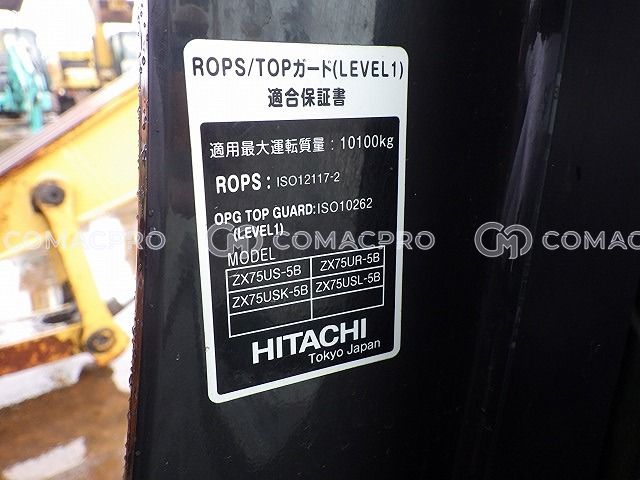 ROPS/TOPガード(LEVEL1)
適合保証書
適用最大運転質量：10100kg
ROPS：ISO12117-2
OPG TOP GUARD:ISO10262
(LEVEL1)
MODEL
ZX75US-5B ZX75UR-5B
ZX75USK-5B ZX75USL-5B
HITACHI
Tokyo Japan
COMACPRO
CM COMACPRO